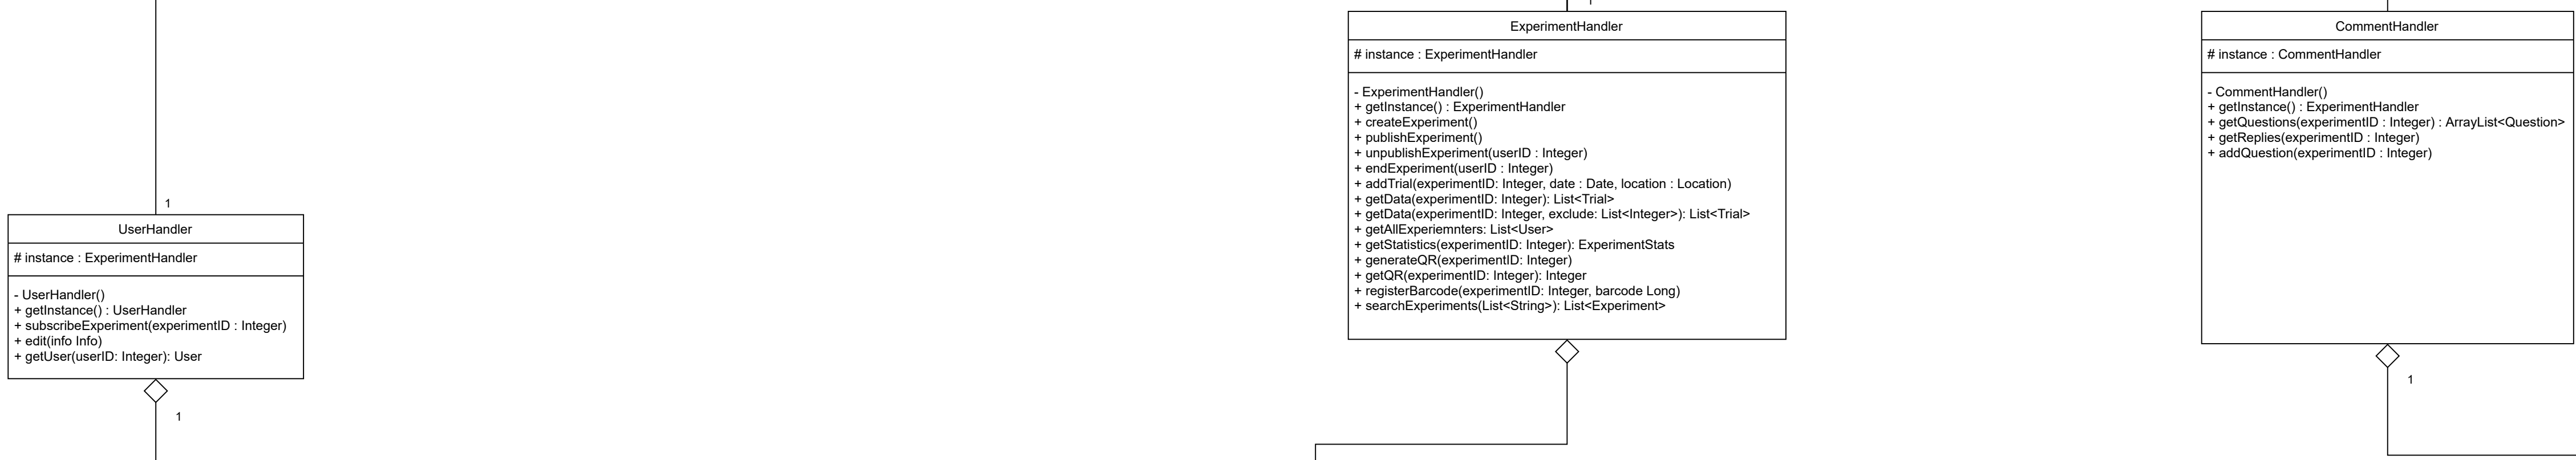 1
UserHandler
# instance : ExperimentHandler
- UserHandler()
+ getInstance() : UserHandler
+ subscribeExperiment(experimentID : Integer)
+ edit(info Info)
+ getUser(userID: Integer): User
1
ExperimentHandler
# instance : ExperimentHandler
- ExperimentHandler()
+ getInstance() : ExperimentHandler
+ createExperiment()
+ publishExperiment()
+ unpublishExperiment(userID : Integer)
+ endExperiment(userID : Integer)
+ addTrial(experimentID: Integer, date : Date, location : Location)
+ getData(experimentID: Integer): List<Trial>
+ getData(experimentID: Integer, exclude: List<Integer>): List<Trial>
+ getAllExperiemnters: List<User>
+ getStatistics(experimentID: Integer): ExperimentStats
+ generateQR(experimentID: Integer)
+ getQR(experimentID: Integer): Integer
+ registerBarcode(experimentID: Integer, barcode Long)
+ searchExperiments(List<String>): List<Experiment>
CommentHandler
# instance : CommentHandler
- CommentHandler()
+ getInstance() : ExperimentHandler
+ getQuestions(experimentID : Integer) : ArrayList<Question>
+ getReplies(experimentID : Integer)
+ addQuestion(experimentID : Integer)
1